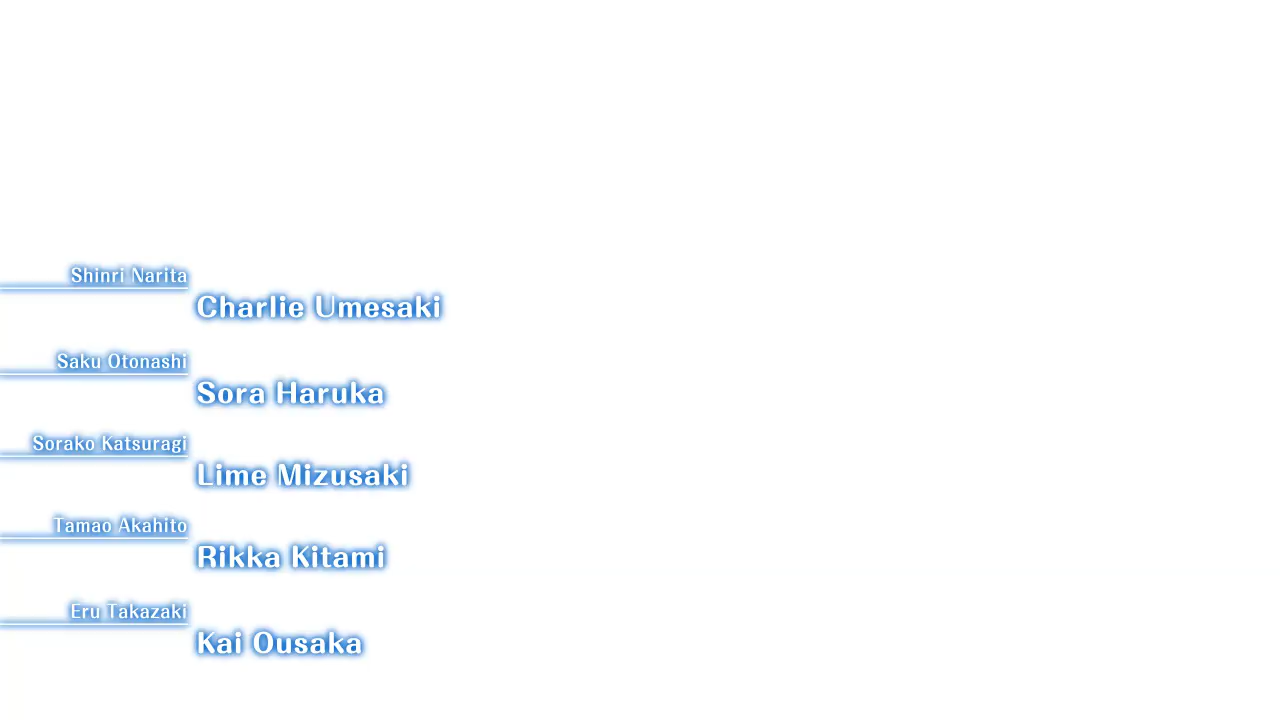 Shinri Narita
Charlie Umesaki
Saku Otonashi
Sora Haruka
Sorako Katsuragi
Lime Mizusaki
Tamao Akahito
Rikka Kitami
Eru Takazaki
Kai Ousaka